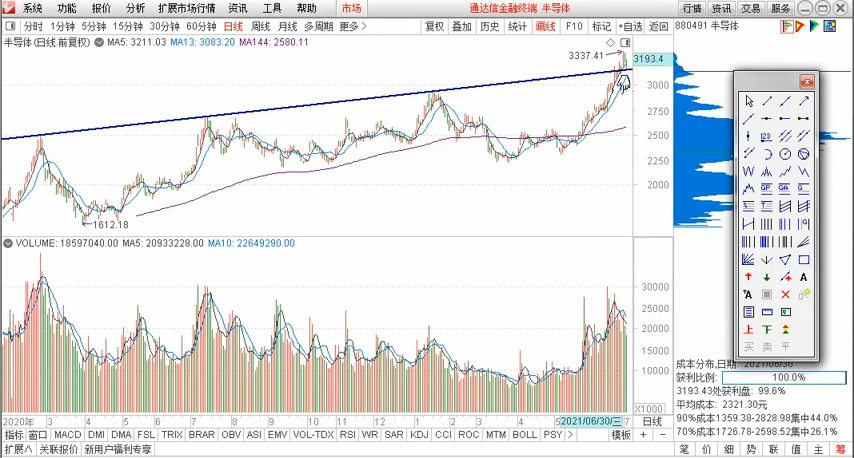 系统 功能 报价 分析 扩展市场行情 资讯 工具 帮助 市场 通达信金融终端 半导体 行情 资讯 交易 服务
分时 1分钟 5分钟 15分钟 30分钟 60分钟 日线 周线 月线 多周期 更多> 复权 叠加 历史 统计 画线 F10 标记 +自选 返回 880491 半导体
半导体(日线.前复权) MA5: 3211.03 MA13: 3083.20 MA144: 2580.11
3337.41
3193.4
3000
2750
2500
2250
2000
1612.18
VOLUME: 18597040.00 MA5: 20933228.00 MA10: 22649290.00
30000
25000
20000
15000
10000
X1000
2020年 3 4 5 6 7 8 9 10 11 12 2 3 4 5 2021/06/30/三 7 日线
指标 窗口 MACD DMI DMA FSL TRIX BRAR OBV ASI EMV VOL-TDX RSI WR SAR KDJ CCI ROC MTM BOLL PSY > 模板 + -
扩展∧ 关联报价 新用户福利专享 笔 价 细 势 联 值 主 筹
123
GP GA G
A
A
上 下
买 卖 平
成本分布,日期: 2021/06/30
获利比例: 100.0%
3193.43处获利盘: 99.6%
平均成本: 2321.30元
90%成本1359.38-2828.98集中44.0%
70%成本1726.78-2598.52集中26.1%